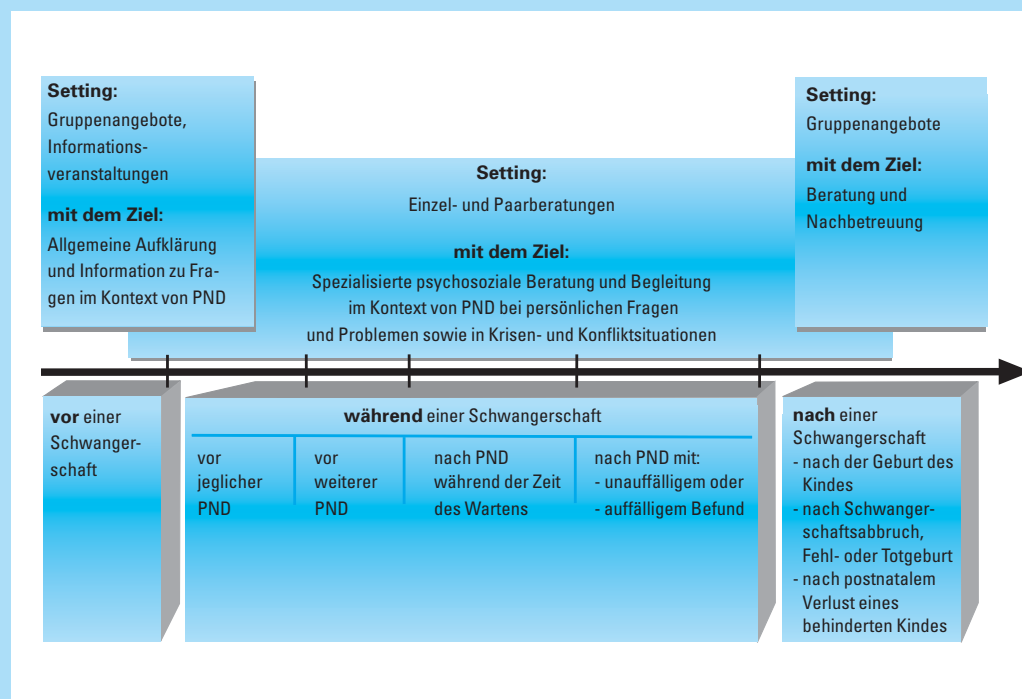 Setting:
Gruppenangebote,
Informations-
veranstaltungen
mit dem Ziel:
Allgemeine Aufklärung
und Information zu Fra-
gen im Kontext von PND
Setting:
Einzel- und Paarberatungen
mit dem Ziel:
Spezialisierte psychosoziale Beratung und Begleitung
im Kontext von PND bei persönlichen Fragen
und Problemen sowie in Krisen- und Konfliktsituationen
Setting:
Gruppenangebote
mit dem Ziel:
Beratung und
Nachbetreuung
vor einer
Schwanger-
schaft
während einer Schwangerschaft
vor
jeglicher
PND
vor
weiterer
PND
nach PND
während der Zeit
des Wartens
nach PND mit:
- unauffälligem oder
- auffälligem Befund
nach einer
Schwangerschaft
- nach der Geburt des
Kindes
- nach Schwanger-
schaftsabbruch,
Fehl- oder Totgeburt
- nach postnatalem
Verlust eines
behinderten Kindes